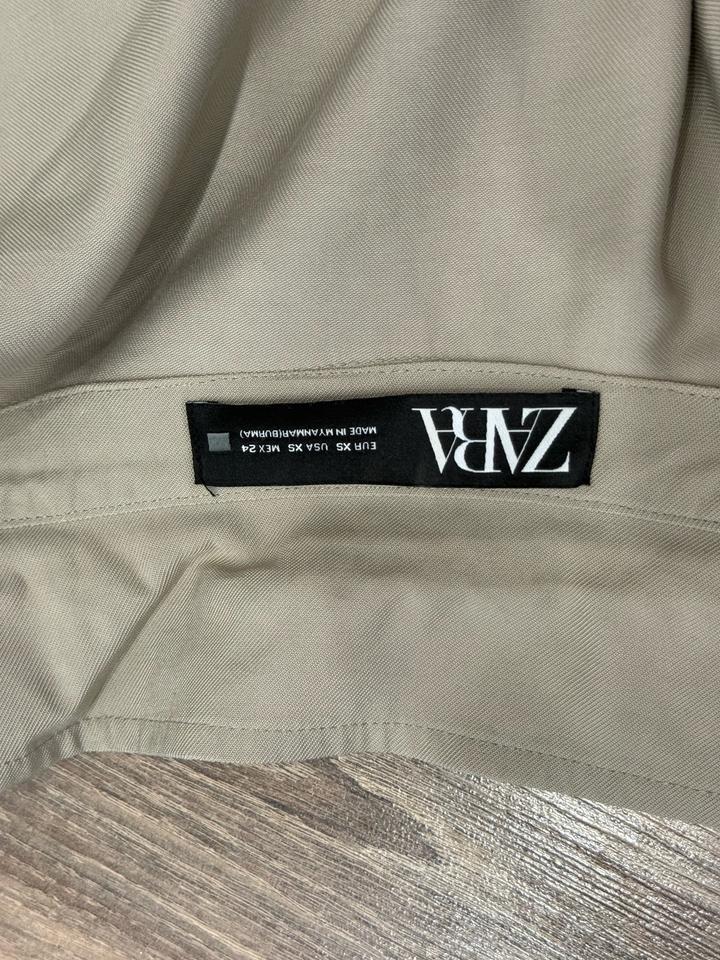 ZARA
EUR XS USA XS MEX 24
MADE IN MYANMAR(BURMA)